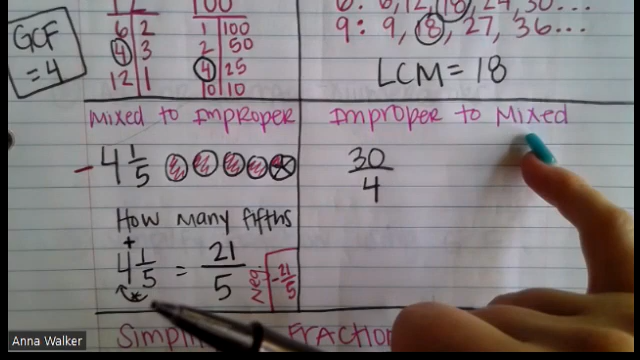 GCF
= 4
12
100
6 2
4 3
12 1
1 100
2 50
4 25
10 10
6: 6, 12, 18, 24, 30...
9: 9, 18, 27, 36...
LCM = 18
Mixed to Improper
- 4 1/5
How many fifths
+
4 1/5 = 21/5
*
Neg.
-21/5
Improper to Mixed
30/4
FRACTION
Anna Walker